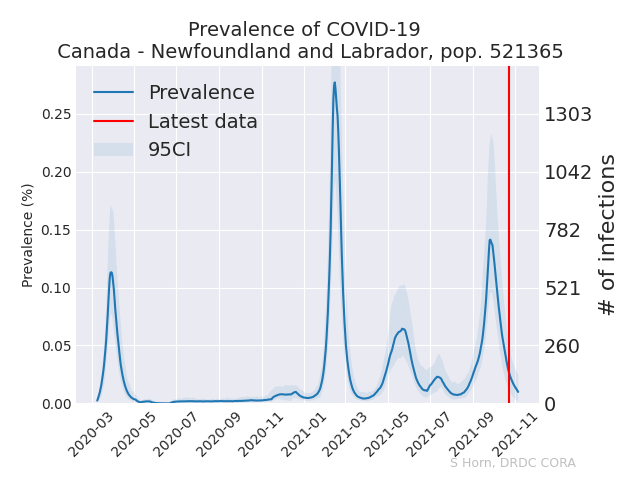 Prevalence of COVID-19
Canada - Newfoundland and Labrador, pop. 521365
Prevalence
Latest data
95CI
Prevalence (%)
0.25
0.20
0.15
0.10
0.05
0.00
1303
1042
782
521
260
0
# of infections
2020-03
2020-05
2020-07
2020-09
2020-11
2021-01
2021-03
2021-05
2021-07
2021-09
2021-11
S Horn, DRDC CORA